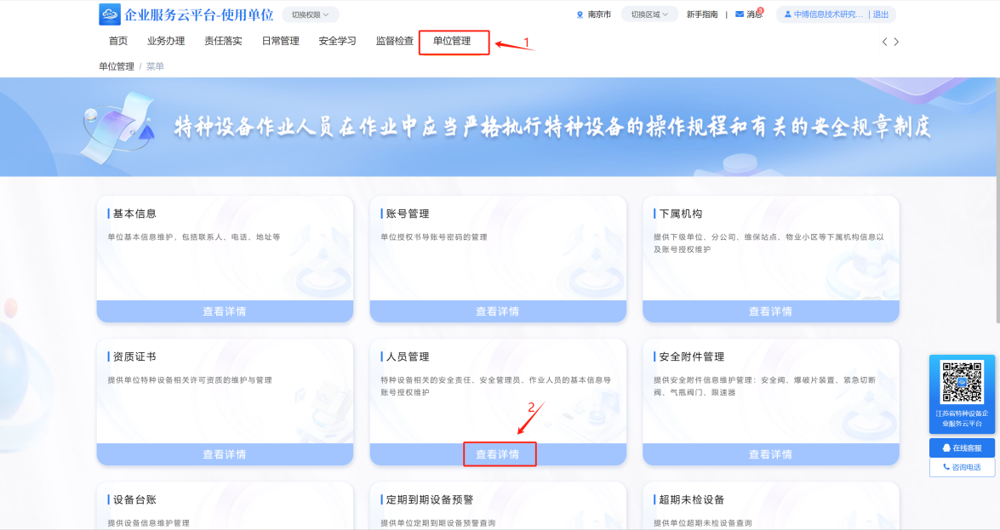 企业服务云平台-使用单位 切换权限 南京市 切换区域 新手指南 | 消息 3 中博信息技术研究... | 退出
首页 业务办理 责任落实 日常管理 安全学习 监督检查 单位管理 1
单位管理 / 菜单
特种设备作业人员在作业中应当严格执行特种设备的操作规程和有关的安全规章制度
基本信息
单位基本信息维护，包括联系人、电话、地址等
查看详情
账号管理
单位授权书导账号密码的管理
查看详情
下属机构
提供下级单位、分公司、维保站点、物业小区等下属机构信息以
及账号授权维护
查看详情
资质证书
提供单位特种设备相关许可资质的维护与管理
查看详情
人员管理
特种设备相关的安全责任、安全管理员、作业人员的基本信息导
账号授权维护
2
查看详情
安全附件管理
提供安全附件信息维护管理：安全阀、爆破片装置、紧急切断
阀、气瓶阀门、限速器
查看详情
设备台账
提供设备信息维护管理
定期到期设备预警
提供单位定期到期设备预警查询
超期未检设备
提供单位超期未检设备查询
江苏省特种设备企
业服务云平台
在线客服
咨询电话